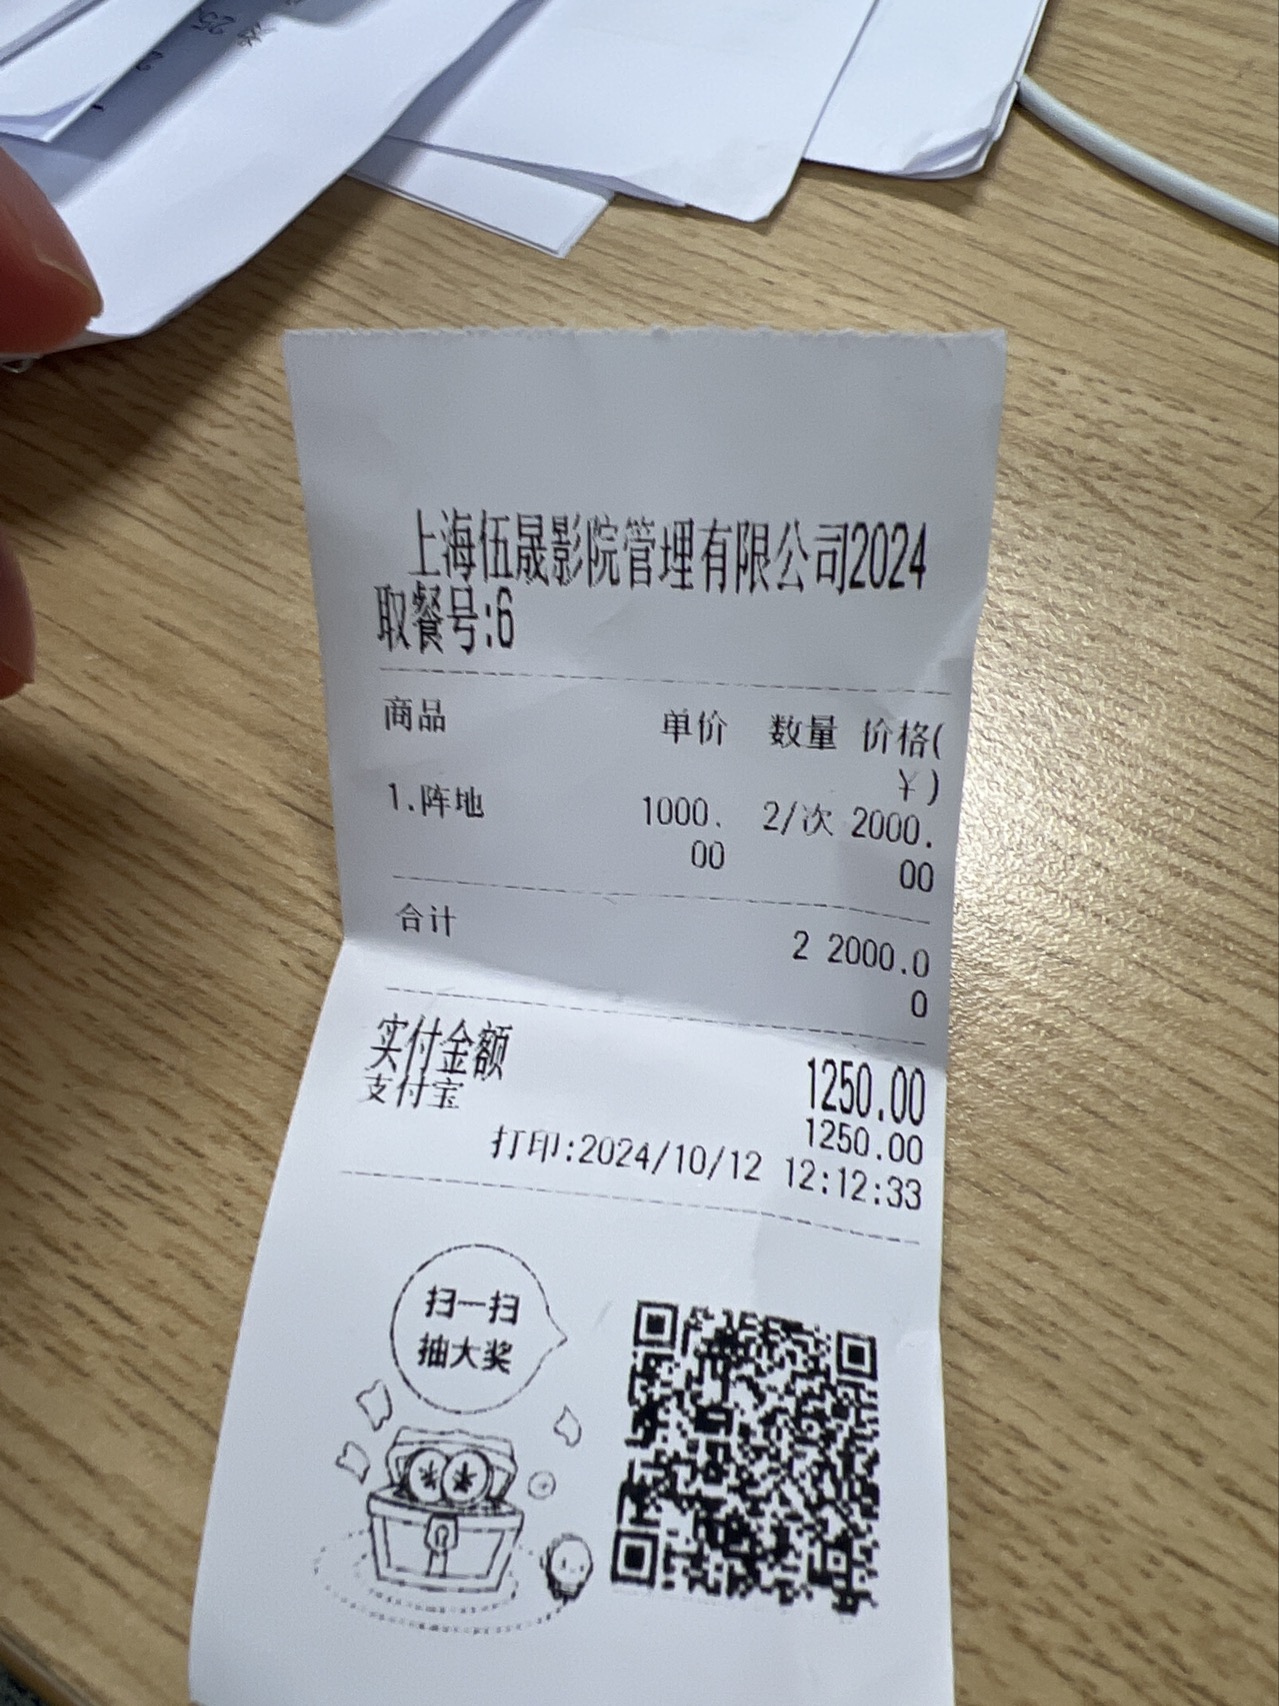 上海伍晟影院管理有限公司2024
取餐号:6
商品 单价 数量 价格(
¥)
1.阵地 1000. 2/次 2000.
00 00
合计 2 2000.0
0
实付金额 1250.00
支付宝 1250.00
打印:2024/10/12 12:12:33
扫一扫
抽大奖